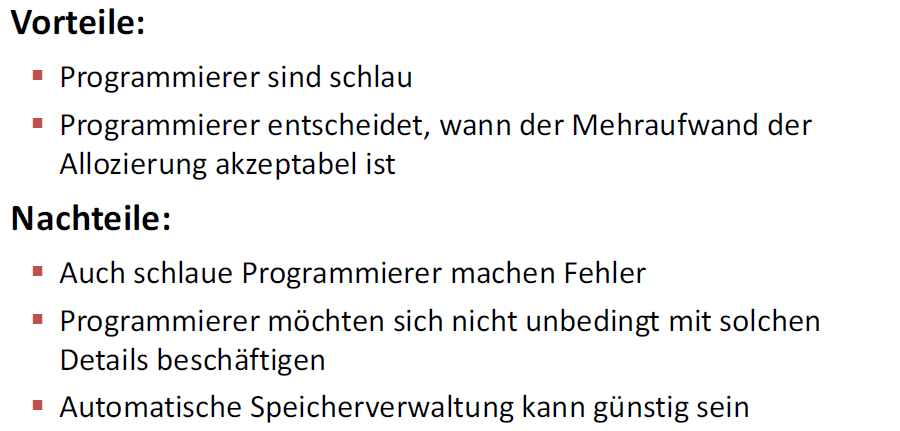 Vorteile:
Programmierer sind schlau
Programmierer entscheidet, wann der Mehraufwand der
Allozierung akzeptabel ist
Nachteile:
Auch schlaue Programmierer machen Fehler
Programmierer möchten sich nicht unbedingt mit solchen
Details beschäftigen
Automatische Speicherverwaltung kann günstig sein